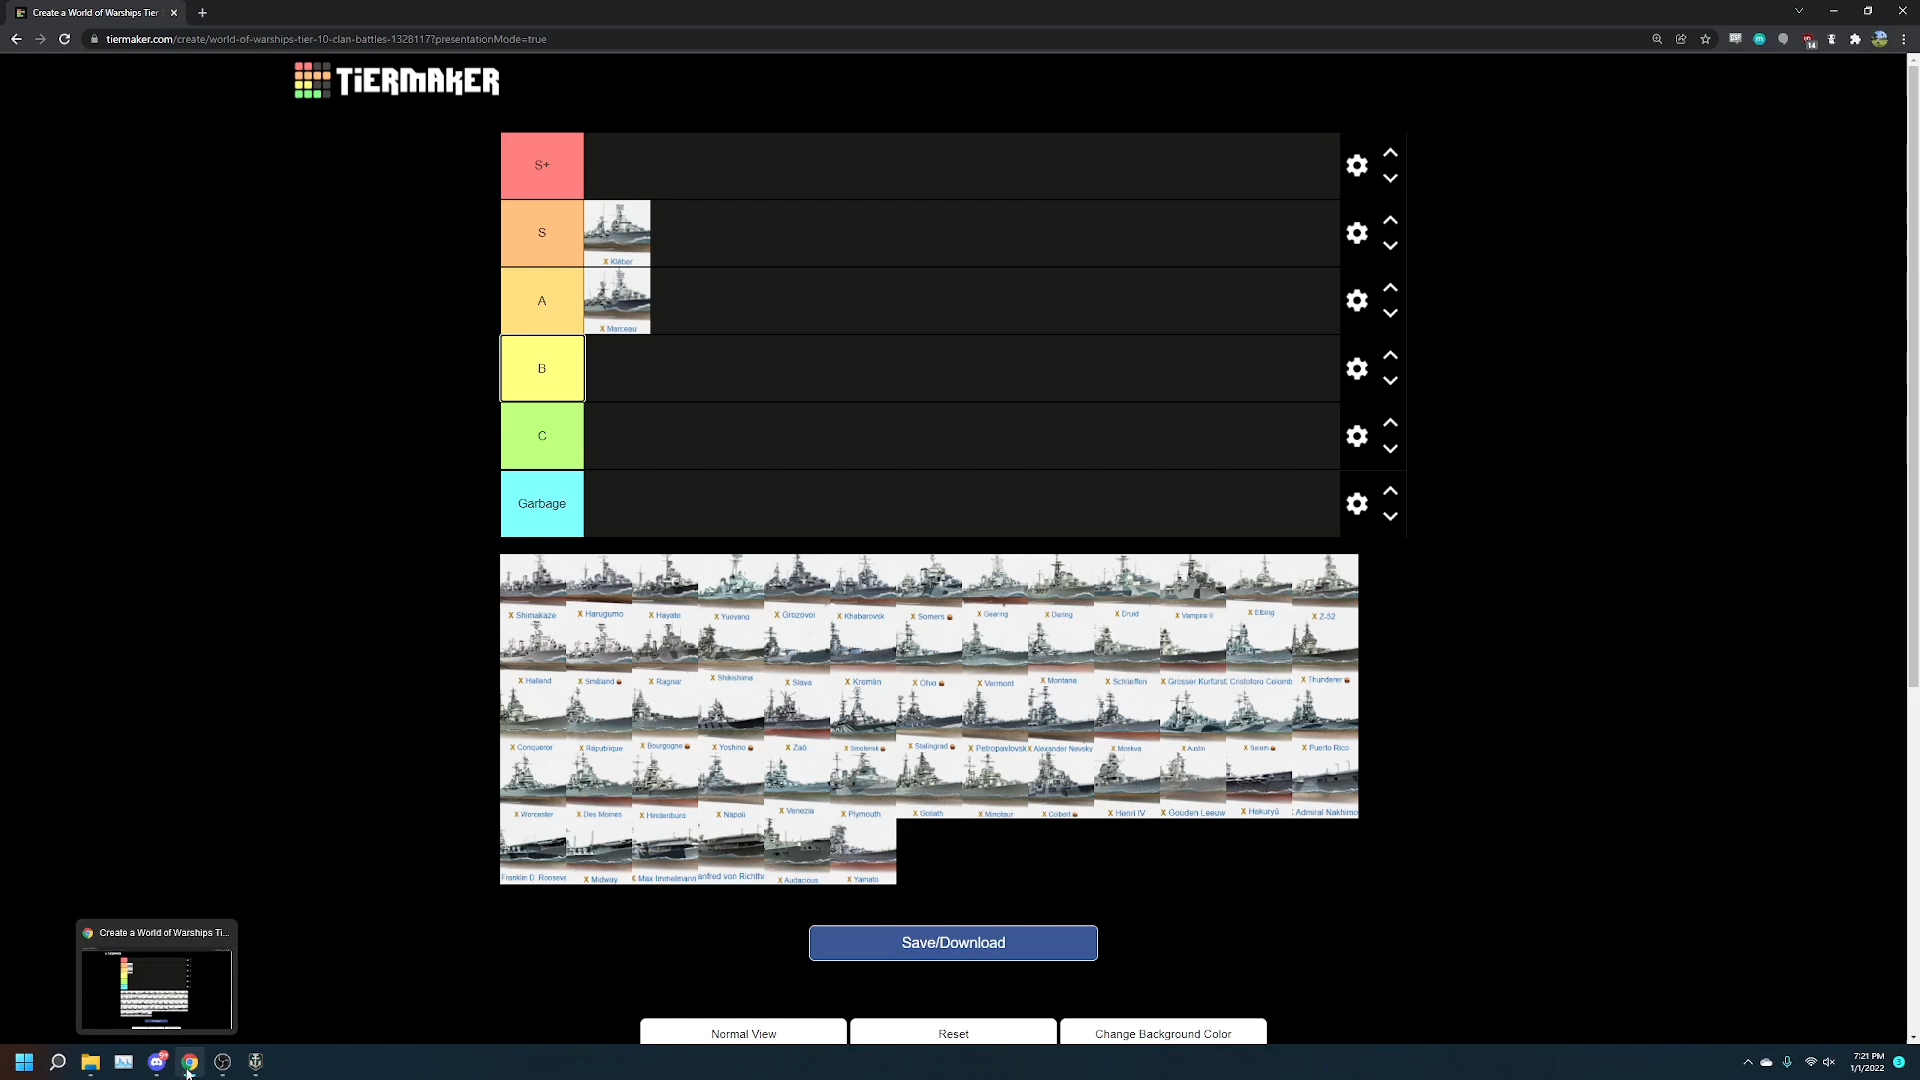 Create a World of Warships Tier
tiermaker.com/create/world-of-warships-tier-10-clan-battles-1328117?presentationMode=true
14
TiERMAKER
S+
S
X Kléber
A
X Marceau
B
C
Garbage
X Shimakaze X Harugumo X Hayate X Yueyang X Grozovoi X Khabarovsk X Somers X Gearing X Daring X Druid X Vampire II X Elbing X Z-52
X Halland X Småland X Ragnar X Shikishima X Slava X Kremlin X Ohio X Vermont X Montana X Schlieffen X Grosser Kurfürst Cristoforo Colomb X Thunderer
X Conqueror X République X Bourgogne X Yoshino X Zaō X Smolensk X Stalingrad X Petropavlovsk X Alexander Nevsky X Moskva X Austin X Salem X Puerto Rico
X Worcester X Des Moines X Hindenburg X Napoli X Venezia X Plymouth X Goliath X Minotaur X Colbert X Henri IV X Gouden Leeuw X Hakuryū Admiral Nakhimo
Franklin D. Roosev X Midway X Max Immelmann anfred von Richth X Audacious X Yamato
Create a World of Warships Ti...
Save/Download
Normal View Reset Change Background Color
7:21 PM
1/1/2022
3